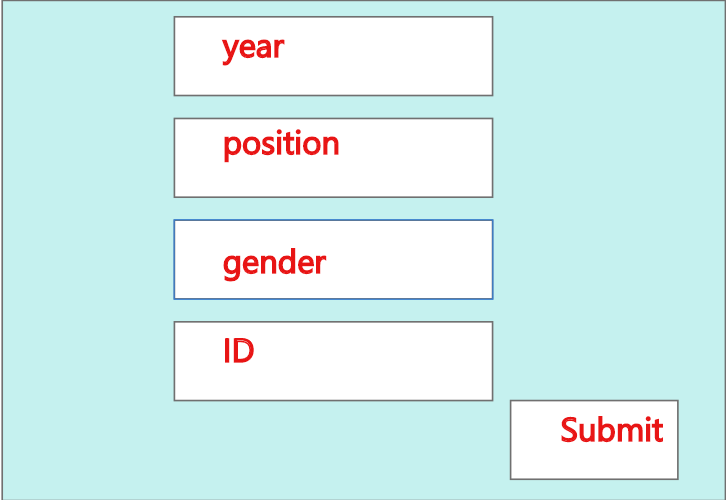 year
position
gender
ID
Submit